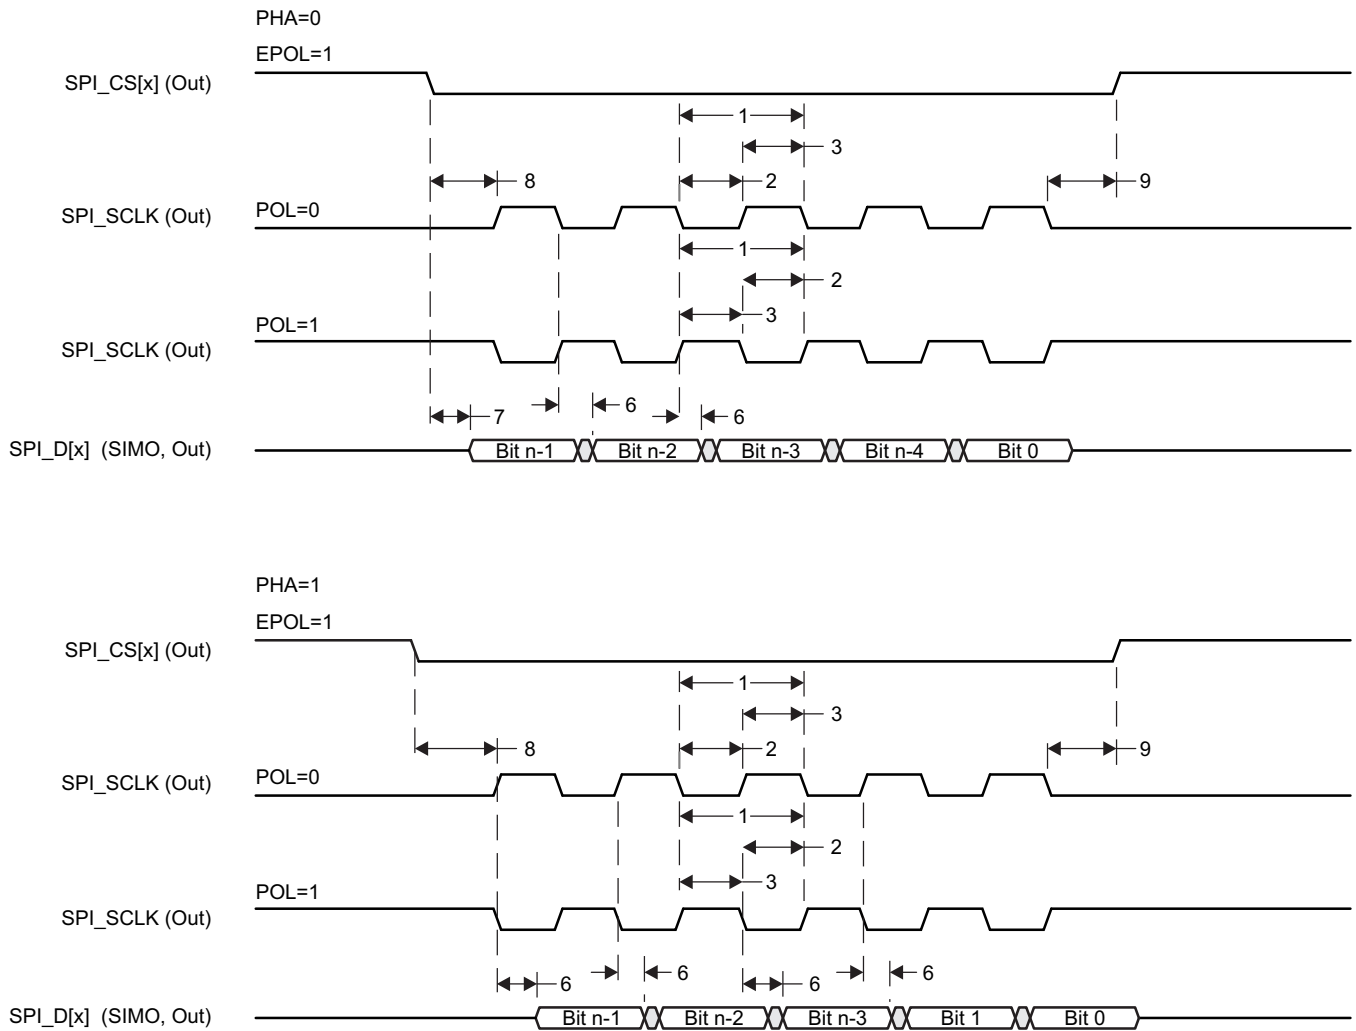 PHA=0
EPOL=1
SPI_CS[x] (Out)
1
3
8
2
9
SPI_SCLK (Out)
POL=0
1
2
3
POL=1
SPI_SCLK (Out)
7
6
6
SPI_D[x] (SIMO, Out)
Bit n-1
Bit n-2
Bit n-3
Bit n-4
Bit 0
PHA=1
EPOL=1
SPI_CS[x] (Out)
1
3
8
2
9
SPI_SCLK (Out)
POL=0
1
2
3
POL=1
SPI_SCLK (Out)
6
6
6
6
SPI_D[x] (SIMO, Out)
Bit n-1
Bit n-2
Bit n-3
Bit 1
Bit 0